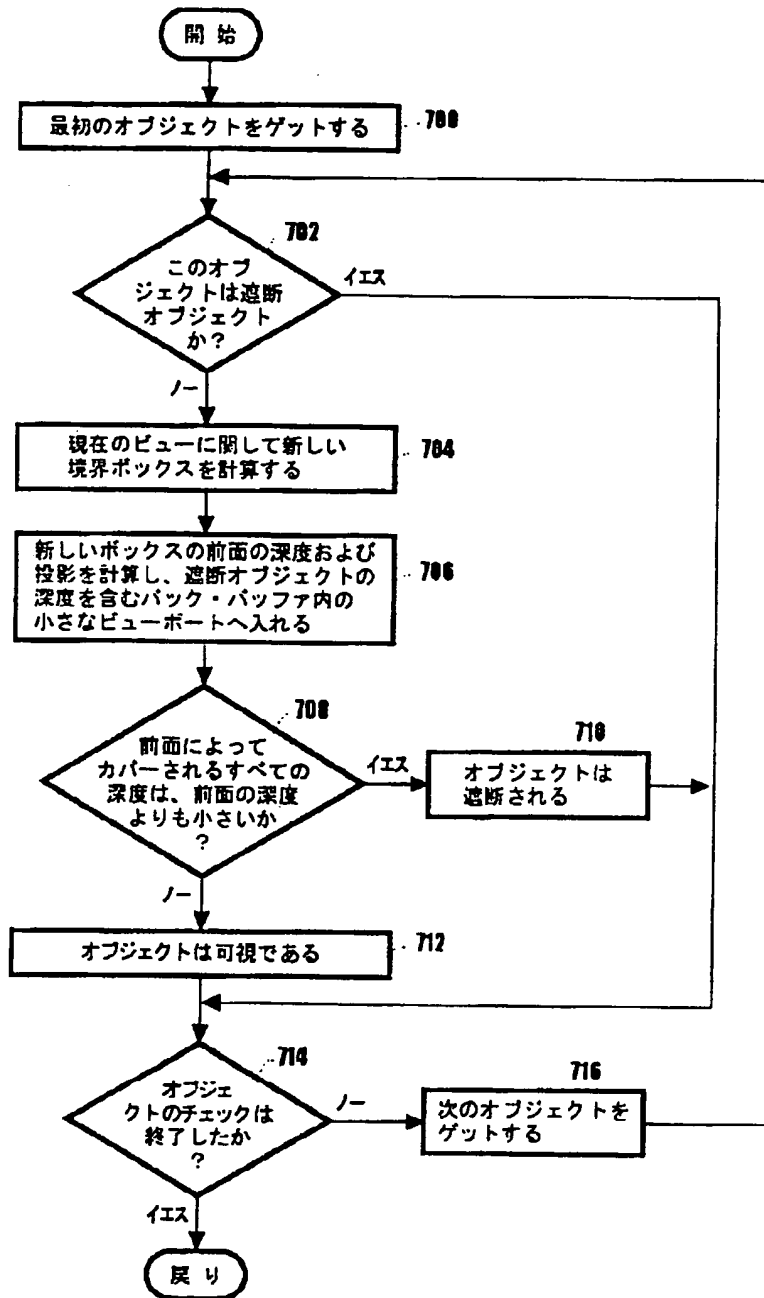 開始
最初のオブジェクトをゲットする
700
702
このオブ
ジェクトは遮断
オブジェクト
か？
イエス
ノー
現在のビューに関して新しい
境界ボックスを計算する
704
新しいボックスの前面の深度および
投影を計算し、遮断オブジェクトの
深度を含むバック・バッファ内の
小さなビューポートへ入れる
706
708
前面によって
カバーされるすべての
深度は、前面の深度
よりも小さいか
？
イエス
710
オブジェクトは
遮断される
ノー
オブジェクトは可視である
712
714
オブジェ
クトのチェックは
終了したか
？
ノー
716
次のオブジェクトを
ゲットする
イエス
戻り